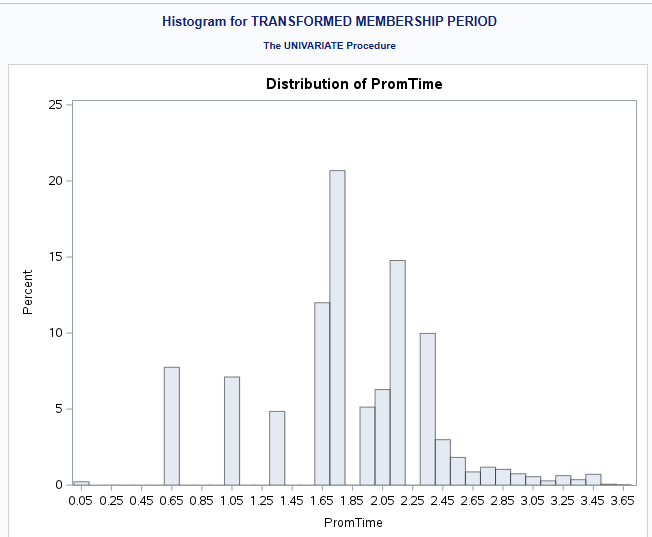 Histogram for TRANSFORMED MEMBERSHIP PERIOD
The UNIVARIATE Procedure
Distribution of PromTime
25
20
15
10
5
0
Percent
0.05 0.25 0.45 0.65 0.85 1.05 1.25 1.45 1.65 1.85 2.05 2.25 2.45 2.65 2.85 3.05 3.25 3.45 3.65
PromTime